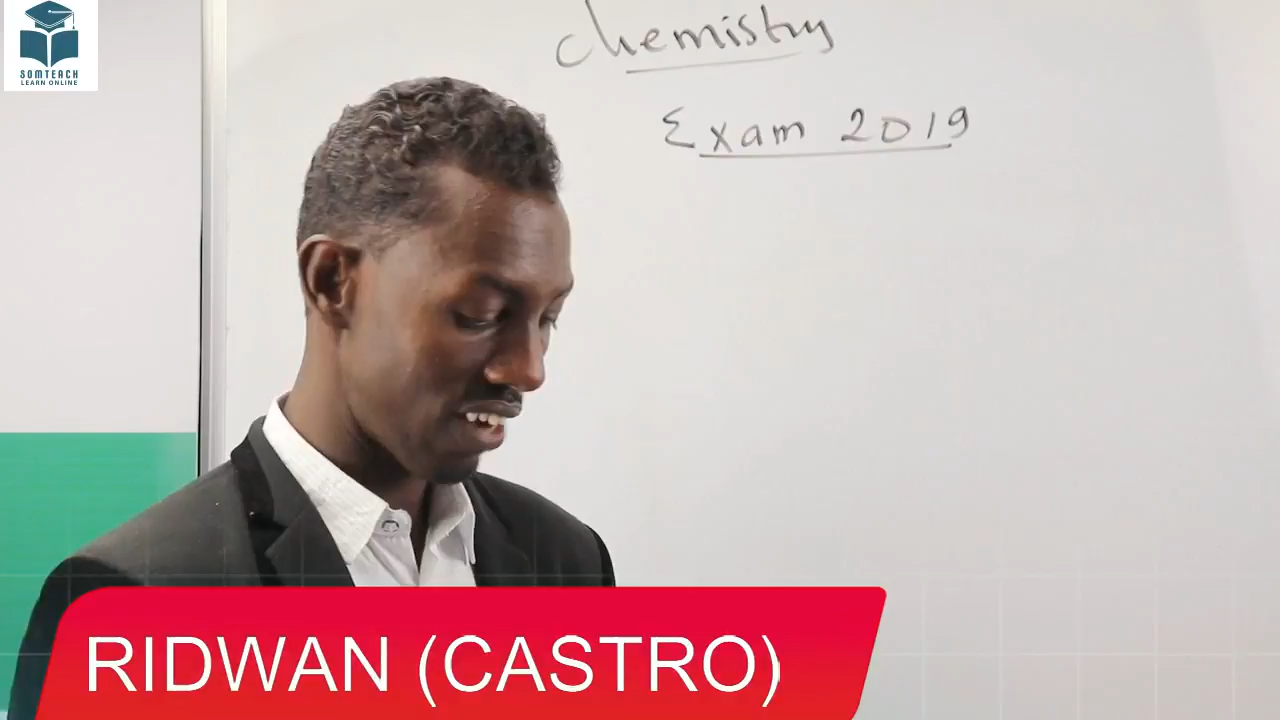 SOMTEACH
LEARN ONLINE
Chemistry
Exam 2019
RIDWAN (CASTRO)